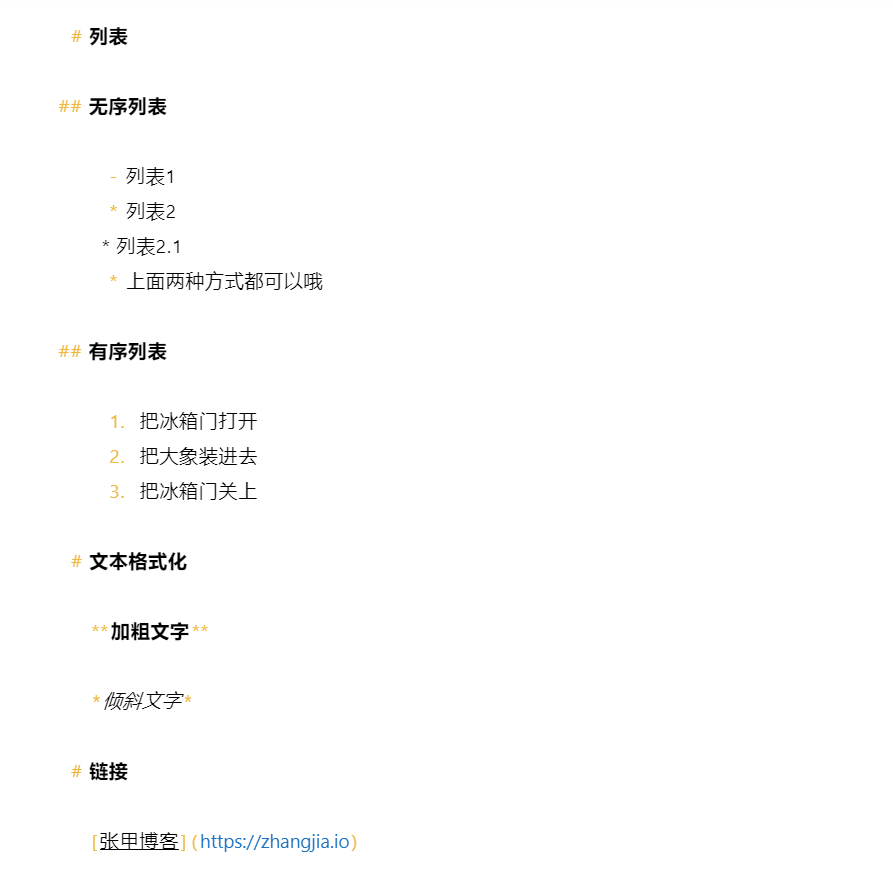 # 列表
## 无序列表
- 列表1
* 列表2
* 列表2.1
* 上面两种方式都可以哦
## 有序列表
1. 把冰箱门打开
2. 把大象装进去
3. 把冰箱门关上
# 文本格式化
**加粗文字**
*倾斜文字*
# 链接
[张甲博客](https://zhangjia.io)